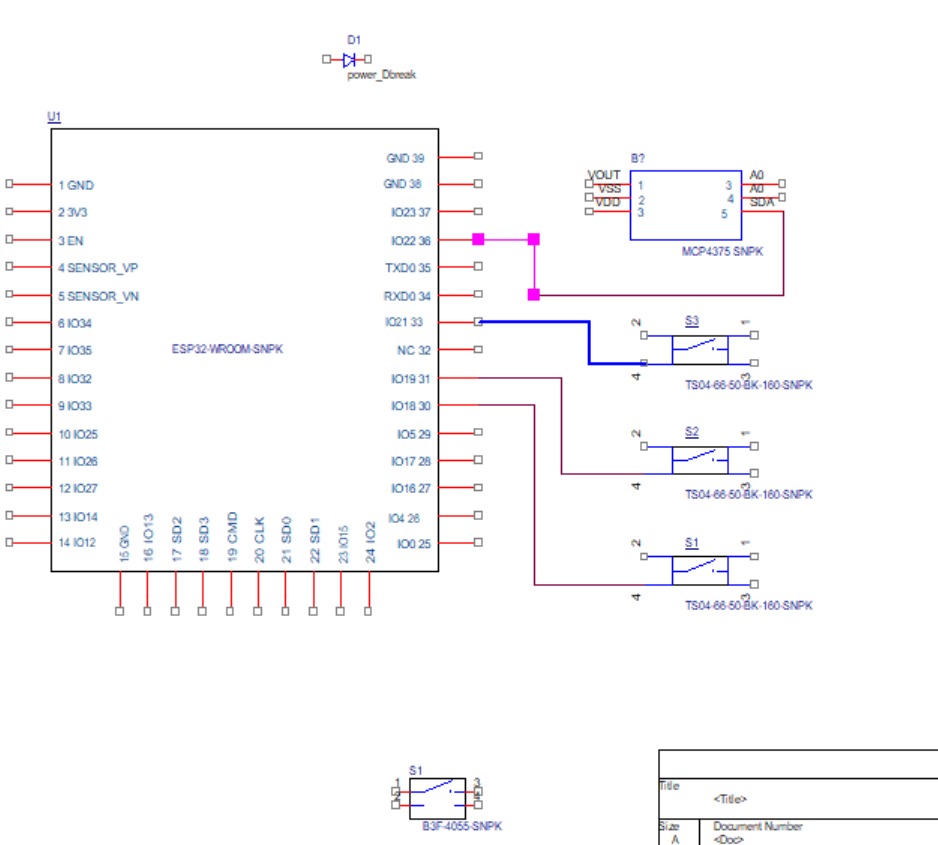 D1
power_Dbreak
U1
GND 39
1 GND
GND 38
2 3V3
IO23 37
3 EN
IO22 36
4 SENSOR_VP
TXD0 35
5 SENSOR_VN
RXD0 34
6 IO34
IO21 33
7 IO35
ESP32-WROOM-SNPK
NC 32
8 IO32
IO19 31
9 IO33
IO18 30
10 IO25
IO5 29
11 IO26
IO17 28
12 IO27
IO16 27
13 IO14
IO4 26
14 IO12
IO0 25
15 GND
16 IO13
17 SD2
18 SD3
19 CMD
20 CLK
21 SD0
22 SD1
23 IO15
24 IO2
B?
VOUT
1
3
A0
VSS
2
4
A0
VDD
3
5
SDA
MCP4375 SNPK
2
S3
1
4
3
TS04-66-50-BK-160-SNPK
2
S2
1
4
3
TS04-66-50-BK-160-SNPK
2
S1
1
4
3
TS04-66-50-BK-160-SNPK
S1
1
3
2
B3F-4055-SNPK
Title
<Title>
Size
Document Number
A
<Doc>